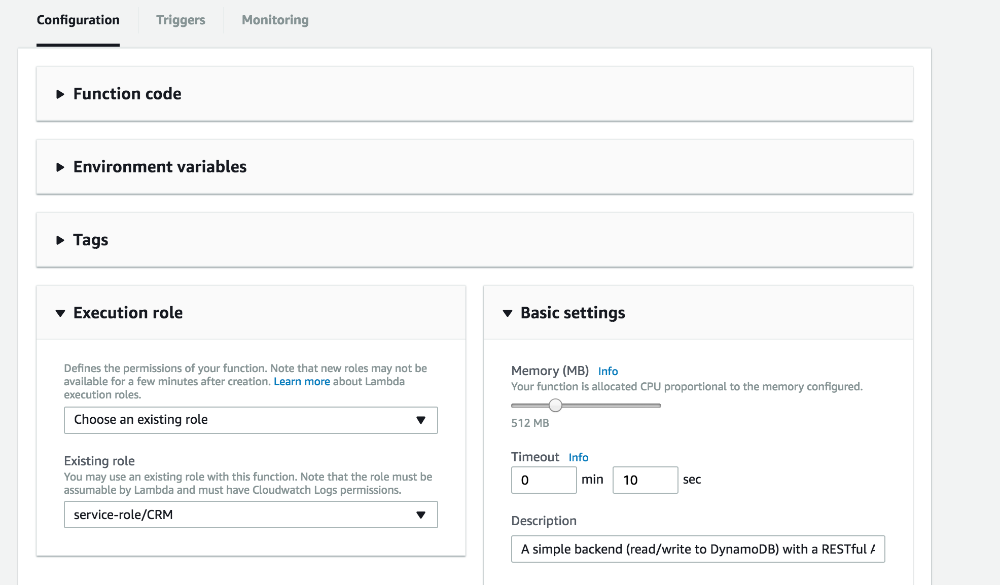 Configuration
Triggers
Monitoring
Function code
Environment variables
Tags
Execution role
Defines the permissions of your function. Note that new roles may not be
available for a few minutes after creation. Learn more about Lambda
execution roles.
Choose an existing role
Existing role
You may use an existing role with this function. Note that the role must be
assumable by Lambda and must have Cloudwatch Logs permissions.
service-role/CRM
Basic settings
Memory (MB) Info
Your function is allocated CPU proportional to the memory configured.
512 MB
Timeout Info
0 min 10 sec
Description
A simple backend (read/write to DynamoDB) with a RESTful